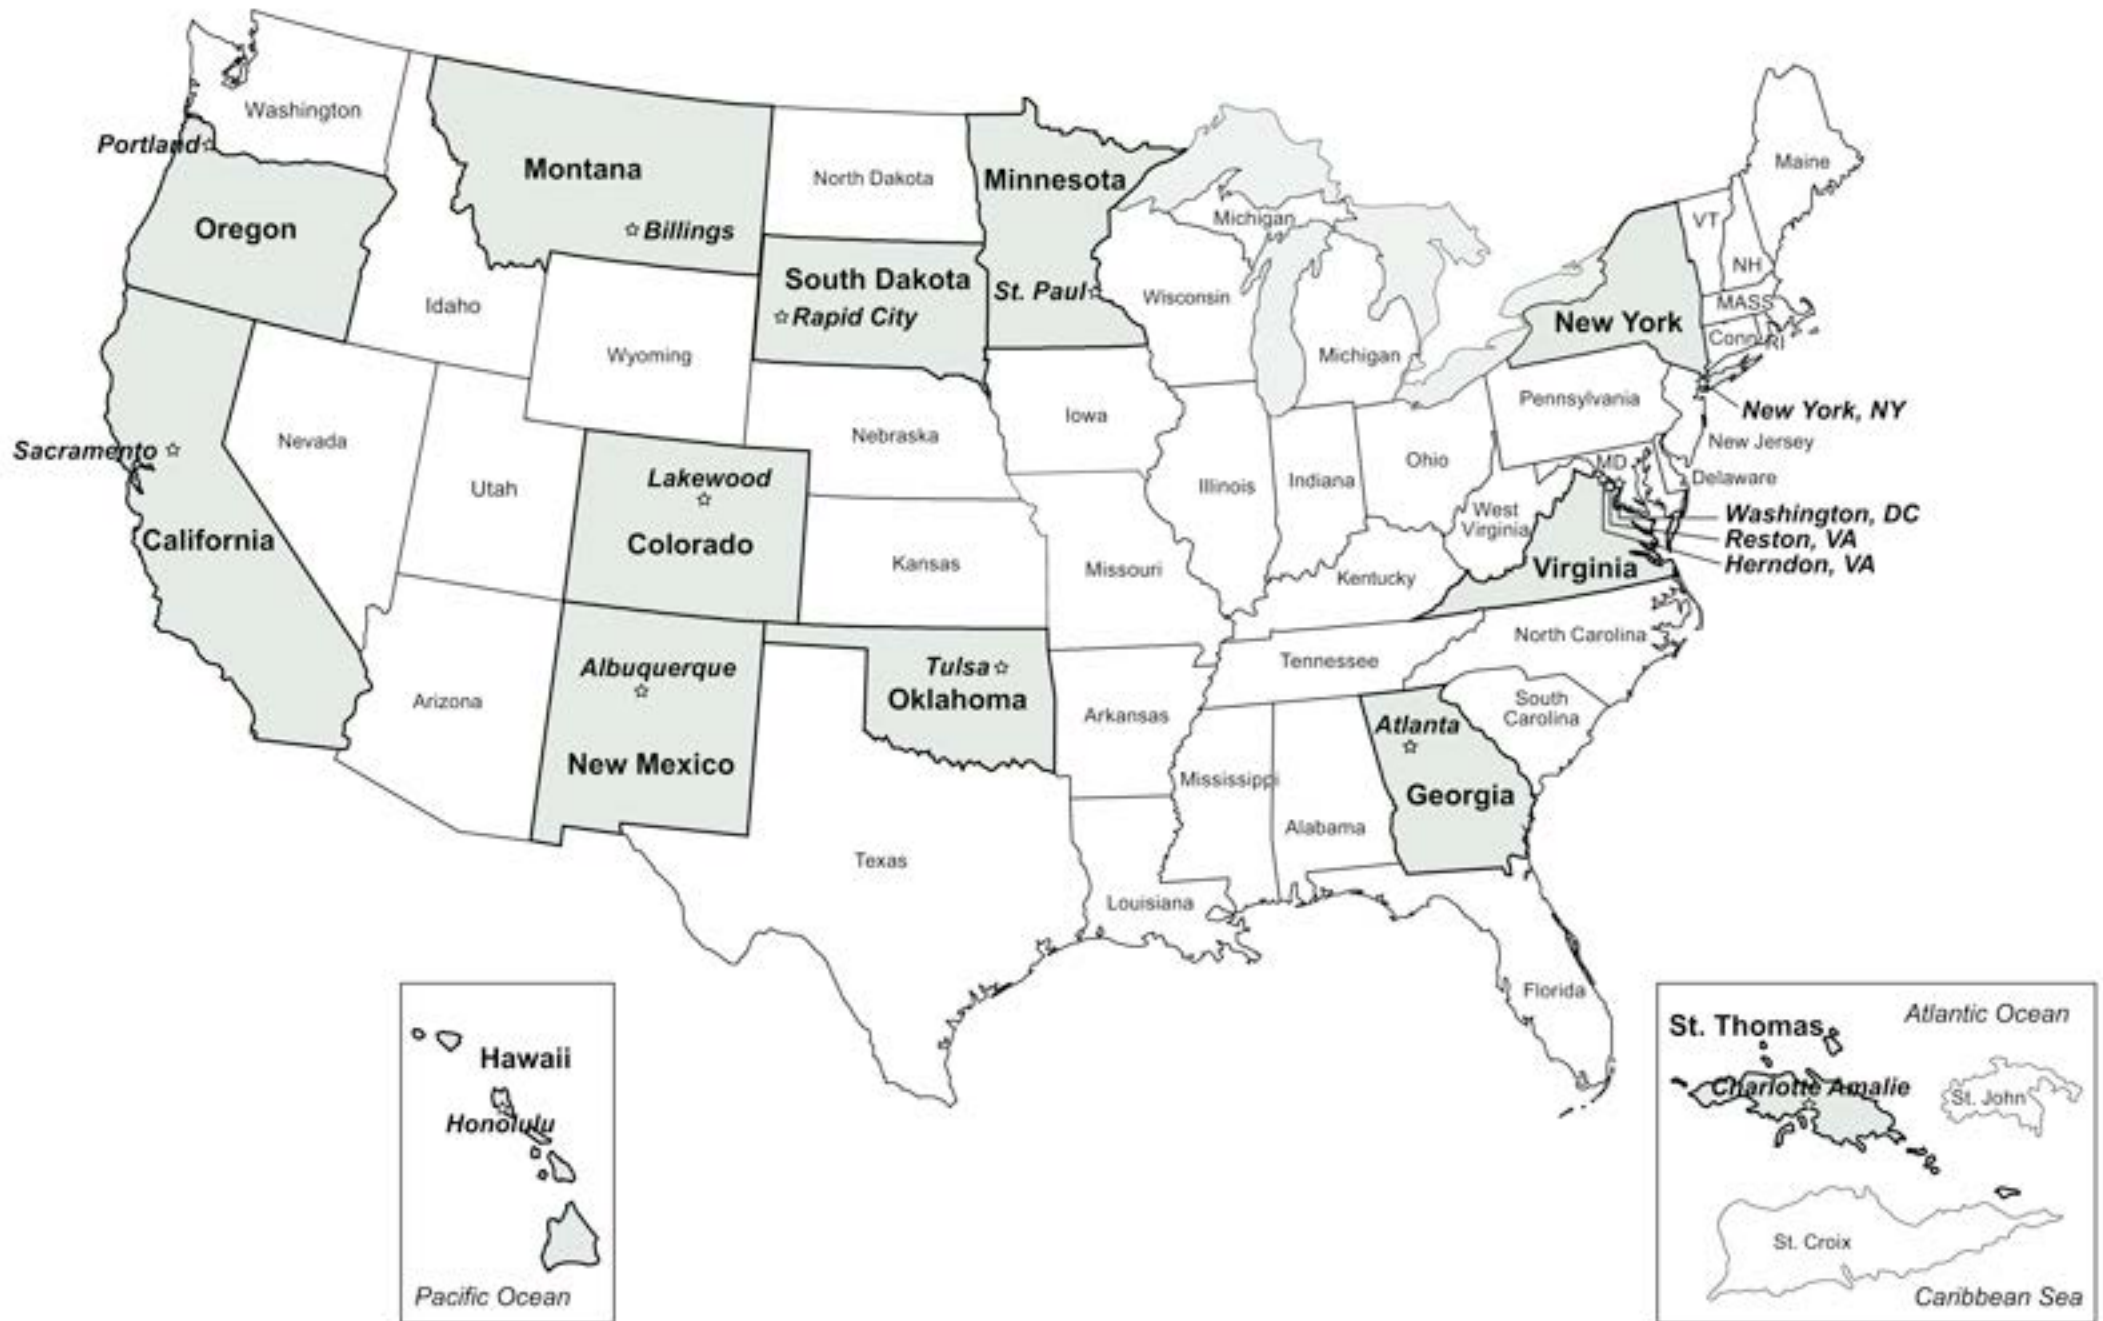 Washington
Portland
Oregon
Montana
Billings
North Dakota
Minnesota
South Dakota
Rapid City
St. Paul
Idaho
Wyoming
Wisconsin
Michigan
Michigan
Maine
VT
NH
MASS
Conn
RI
New York
New York, NY
Pennsylvania
New Jersey
MD
Delaware
Washington, DC
Reston, VA
Herndon, VA
Sacramento
California
Nevada
Utah
Lakewood
Colorado
Nebraska
Iowa
Kansas
Missouri
Illinois
Indiana
Ohio
West
Virginia
Virginia
Kentucky
Arizona
Albuquerque
New Mexico
Tulsa
Oklahoma
Arkansas
Tennessee
North Carolina
South
Carolina
Atlanta
Georgia
Mississippi
Alabama
Texas
Louisiana
Florida
Hawaii
Honolulu
Pacific Ocean
St. Thomas
Atlantic Ocean
Charlotte Amalie
St. John
St. Croix
Caribbean Sea